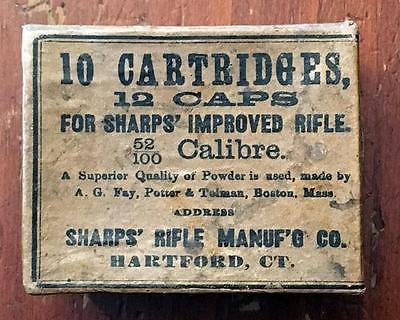 10 CARTRIDGES,
12 CAPS
FOR SHARPS' IMPROVED RIFLE.
52/100 Calibre.
A Superior Quality of Powder is used, made by
A. G. Fay, Potter & Tolman, Boston, Mass.
ADDRESS
SHARPS' RIFLE MANUF'G CO.
HARTFORD, CT.